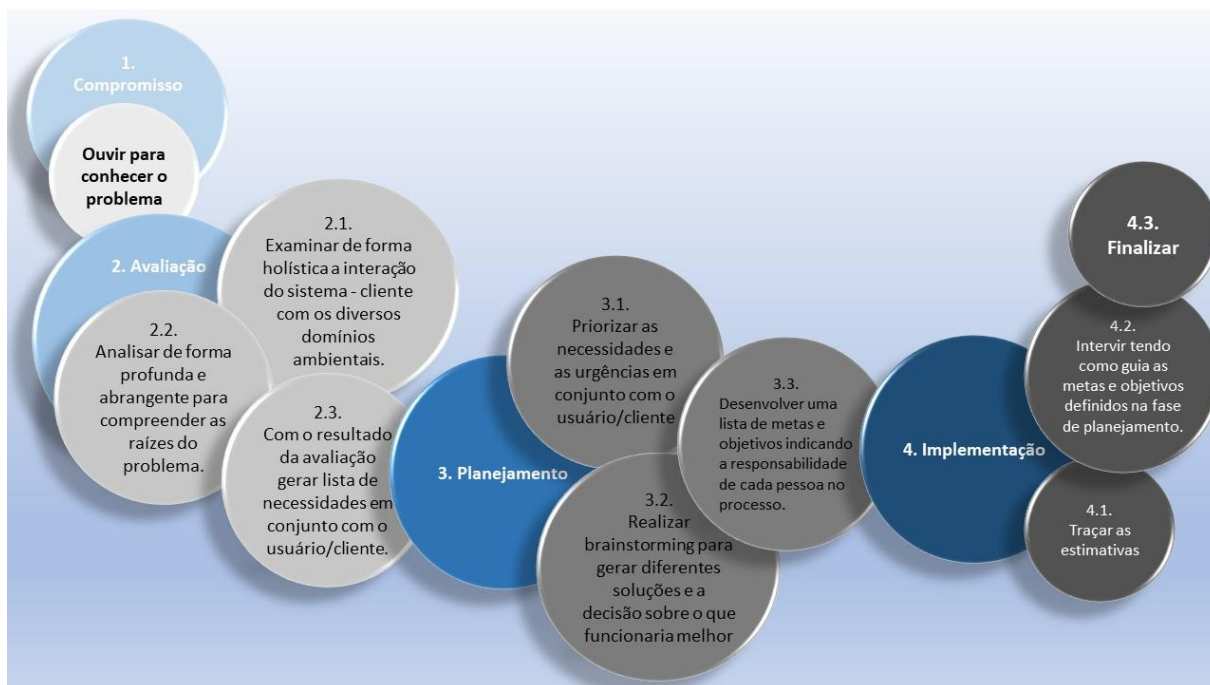 1.
Compromisso
Ouvir para
conhecer o
problema
2. Avaliação
2.1.
Examinar de forma
holística a interação
do sistema - cliente
com os diversos
domínios
ambientais.
2.2.
Analisar de forma
profunda e
abrangente para
compreender as
raízes do
problema.
2.3.
Com o resultado
da avaliação
gerar lista de
necessidades em
conjunto com o
usuário/cliente.
3. Planejamento
3.1.
Priorizar as
necessidades e
as urgências em
conjunto com o
usuário/cliente
3.2.
Realizar
brainstorming para
gerar diferentes
soluções e a
decisão sobre o que
funcionaria melhor
3.3.
Desenvolver uma
lista de metas e
objetivos indicando
a responsabilidade
de cada pessoa no
processo.
4. Implementação
4.1.
Traçar as
estimativas
4.2.
Intervir tendo
como guia as
metas e objetivos
definidos na fase
de planejamento.
4.3.
Finalizar